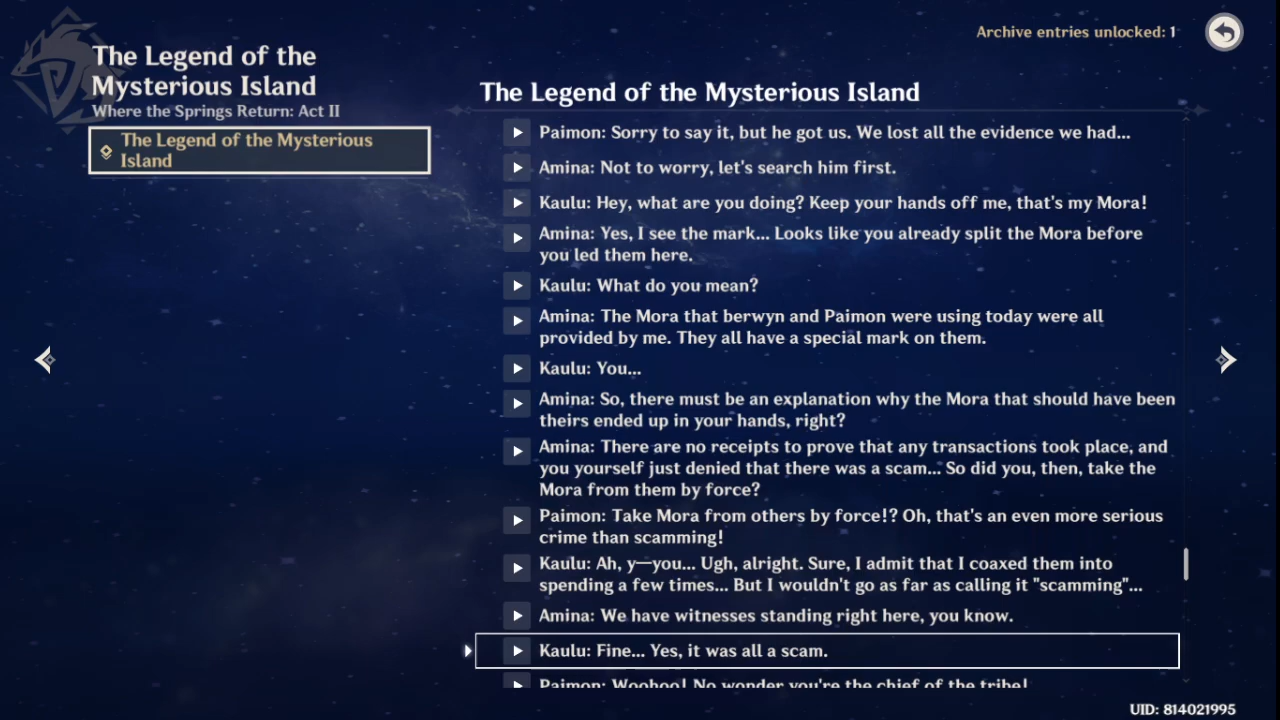 The Legend of the
Mysterious Island
Where the Springs Return: Act II
The Legend of the Mysterious
Island
Archive entries unlocked: 1
The Legend of the Mysterious Island
Paimon: Sorry to say it, but he got us. We lost all the evidence we had...
Amina: Not to worry, let's search him first.
Kaulu: Hey, what are you doing? Keep your hands off me, that's my Mora!
Amina: Yes, I see the mark... Looks like you already split the Mora before
you led them here.
Kaulu: What do you mean?
Amina: The Mora that berwyn and Paimon were using today were all
provided by me. They all have a special mark on them.
Kaulu: You...
Amina: So, there must be an explanation why the Mora that should have been
theirs ended up in your hands, right?
Amina: There are no receipts to prove that any transactions took place, and
you yourself just denied that there was a scam... So did you, then, take the
Mora from them by force?
Paimon: Take Mora from others by force!? Oh, that's an even more serious
crime than scamming!
Kaulu: Ah, y—you... Ugh, alright. Sure, I admit that I coaxed them into
spending a few times... But I wouldn't go as far as calling it "scamming"...
Amina: We have witnesses standing right here, you know.
Kaulu: Fine... Yes, it was all a scam.
Paimon: Woohoo! No wonder you're the chief of the tribe!
UID: 814021995